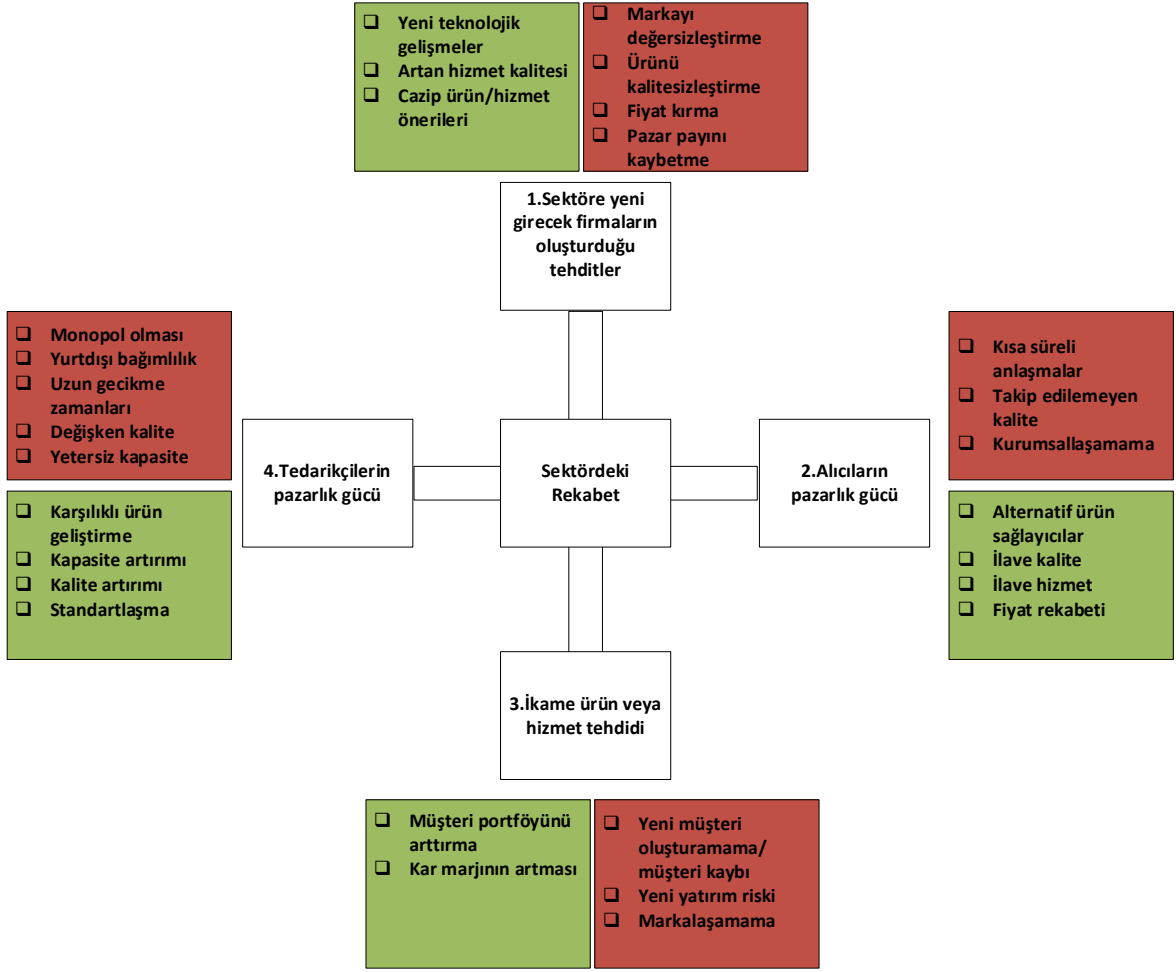 ❑ Yeni teknolojik
gelişmeler
❑ Artan hizmet kalitesi
❑ Cazip ürün/hizmet
önerileri
❑ Markayı
değersizleştirme
❑ Ürünü
kalitesizleştirme
❑ Fiyat kırma
❑ Pazar payını
kaybetme
1.Sektöre yeni
girecek firmaların
oluşturduğu
tehditler
❑ Monopol olması
❑ Yurtdışı bağımlılık
❑ Uzun gecikme
zamanları
❑ Değişken kalite
❑ Yetersiz kapasite
❑ Karşılıklı ürün
geliştirme
❑ Kapasite artırımı
❑ Kalite artırımı
❑ Standartlaşma
4.Tedarikçilerin
pazarlık gücü
Sektördeki
Rekabet
2.Alıcıların
pazarlık gücü
❑ Kısa süreli
anlaşmalar
❑ Takip edilemeyen
kalite
❑ Kurumsallaşamama
❑ Alternatif ürün
sağlayıcılar
❑ İlave kalite
❑ İlave hizmet
❑ Fiyat rekabeti
3.İkame ürün veya
hizmet tehdidi
❑ Müşteri portföyünü
arttırma
❑ Kar marjının artması
❑ Yeni müşteri
oluşturamama/
müşteri kaybı
❑ Yeni yatırım riski
❑ Markalaşamama